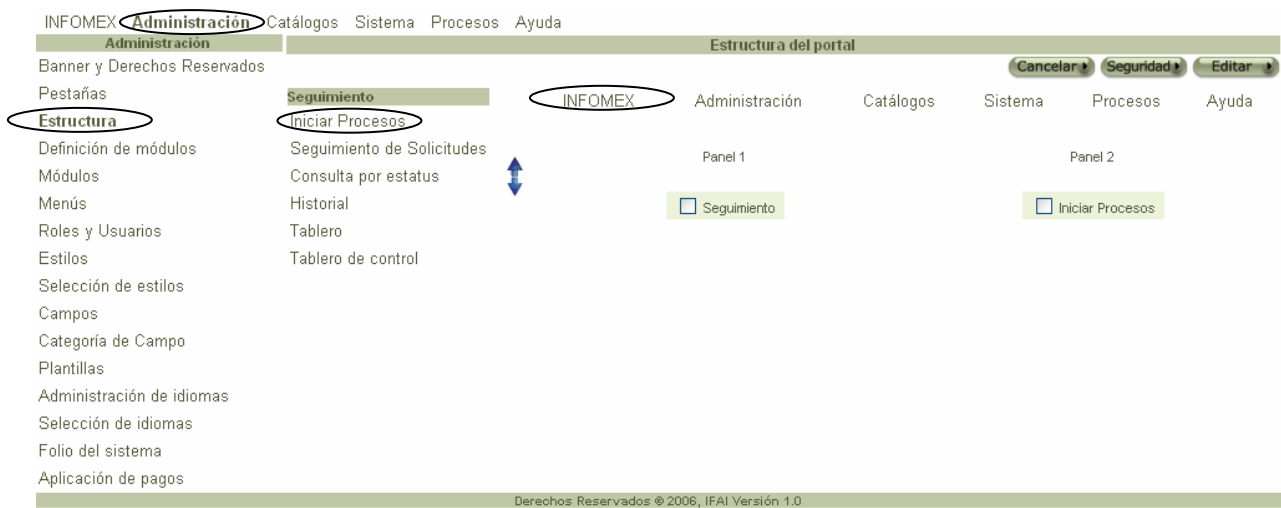 INFOMEX Administración Catálogos Sistema Procesos Ayuda
Administración
Estructura del portal
Banner y Derechos Reservados
Cancelar Seguridad Editar
Pestañas
Estructura
Definición de módulos
Módulos
Menús
Roles y Usuarios
Estilos
Selección de estilos
Campos
Categoría de Campo
Plantillas
Administración de idiomas
Selección de idiomas
Folio del sistema
Aplicación de pagos
Seguimiento
Iniciar Procesos
Seguimiento de Solicitudes
Consulta por estatus
Historial
Tablero
Tablero de control
INFOMEX Administración Catálogos Sistema Procesos Ayuda
Panel 1 Panel 2
Seguimiento Iniciar Procesos
Derechos Reservados ® 2006, IFAI Versión 1.0